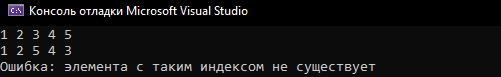 C:\ Консоль отладки Microsoft Visual Studio
1 2 3 4 5
1 2 5 4 3
Ошибка: элемента с таким индексом не существует